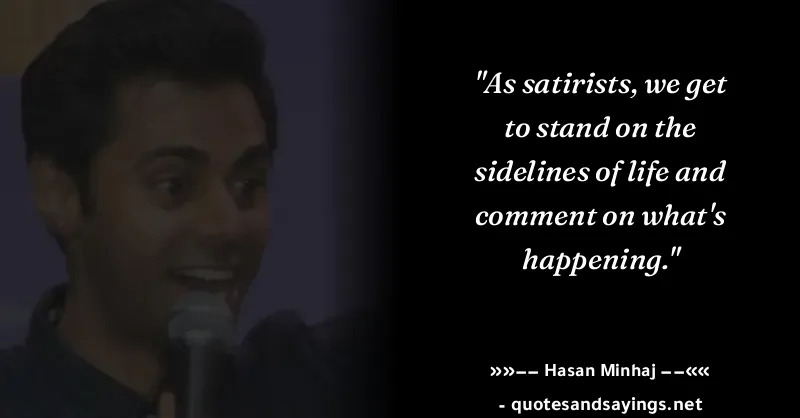 "As satirists, we get
to stand on the
sidelines of life and
comment on what's
happening."
»»−− Hasan Minhaj −−««
- quotesandsayings.net